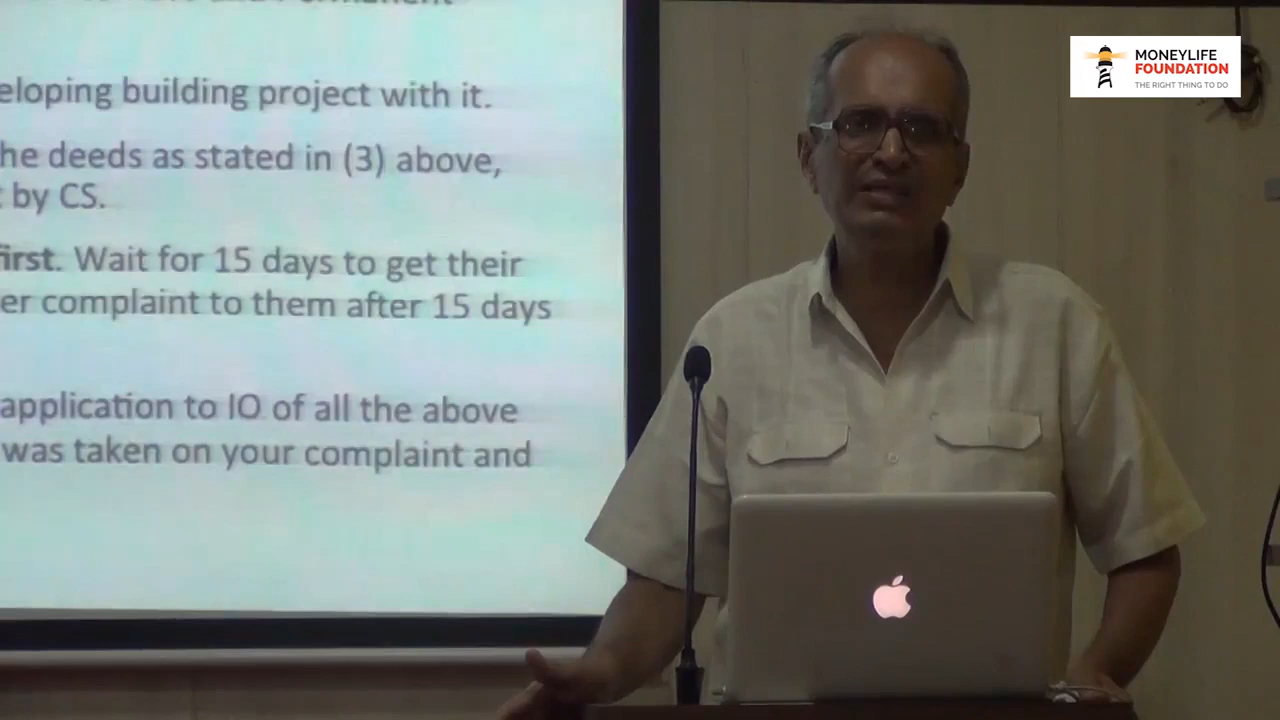 eloping building project with it.
he deeds as stated in (3) above,
by CS.
first. Wait for 15 days to get their
er complaint to them after 15 days
application to IO of all the above
was taken on your complaint and
MONEYLIFE
FOUNDATION
THE RIGHT THING TO DO